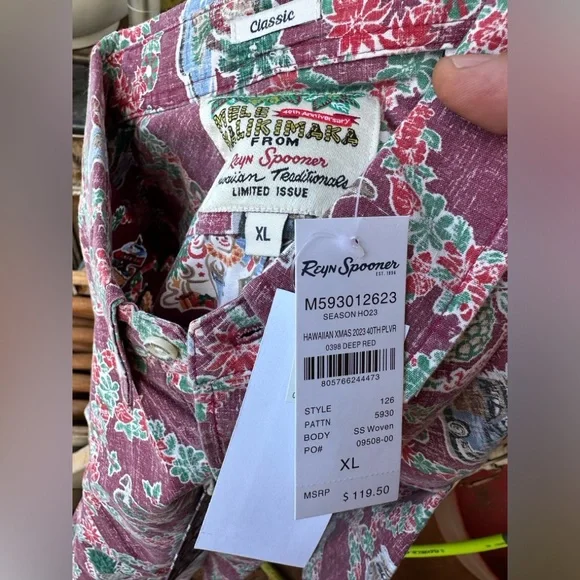 Classic
40th Anniversary
MELE
KALIKIMAKA
FROM
Reyn Spooner
Hawaiian Traditionals
LIMITED ISSUE
XL
Reyn Spooner
EST. 1956
M593012623
SEASON HO23
HAWAIIAN XMAS 2023 40TH PLVR
0398 DEEP RED
805766244473
STYLE 126
PATTN 5930
BODY SS Woven
PO# 09508-00
XL
MSRP $ 119.50